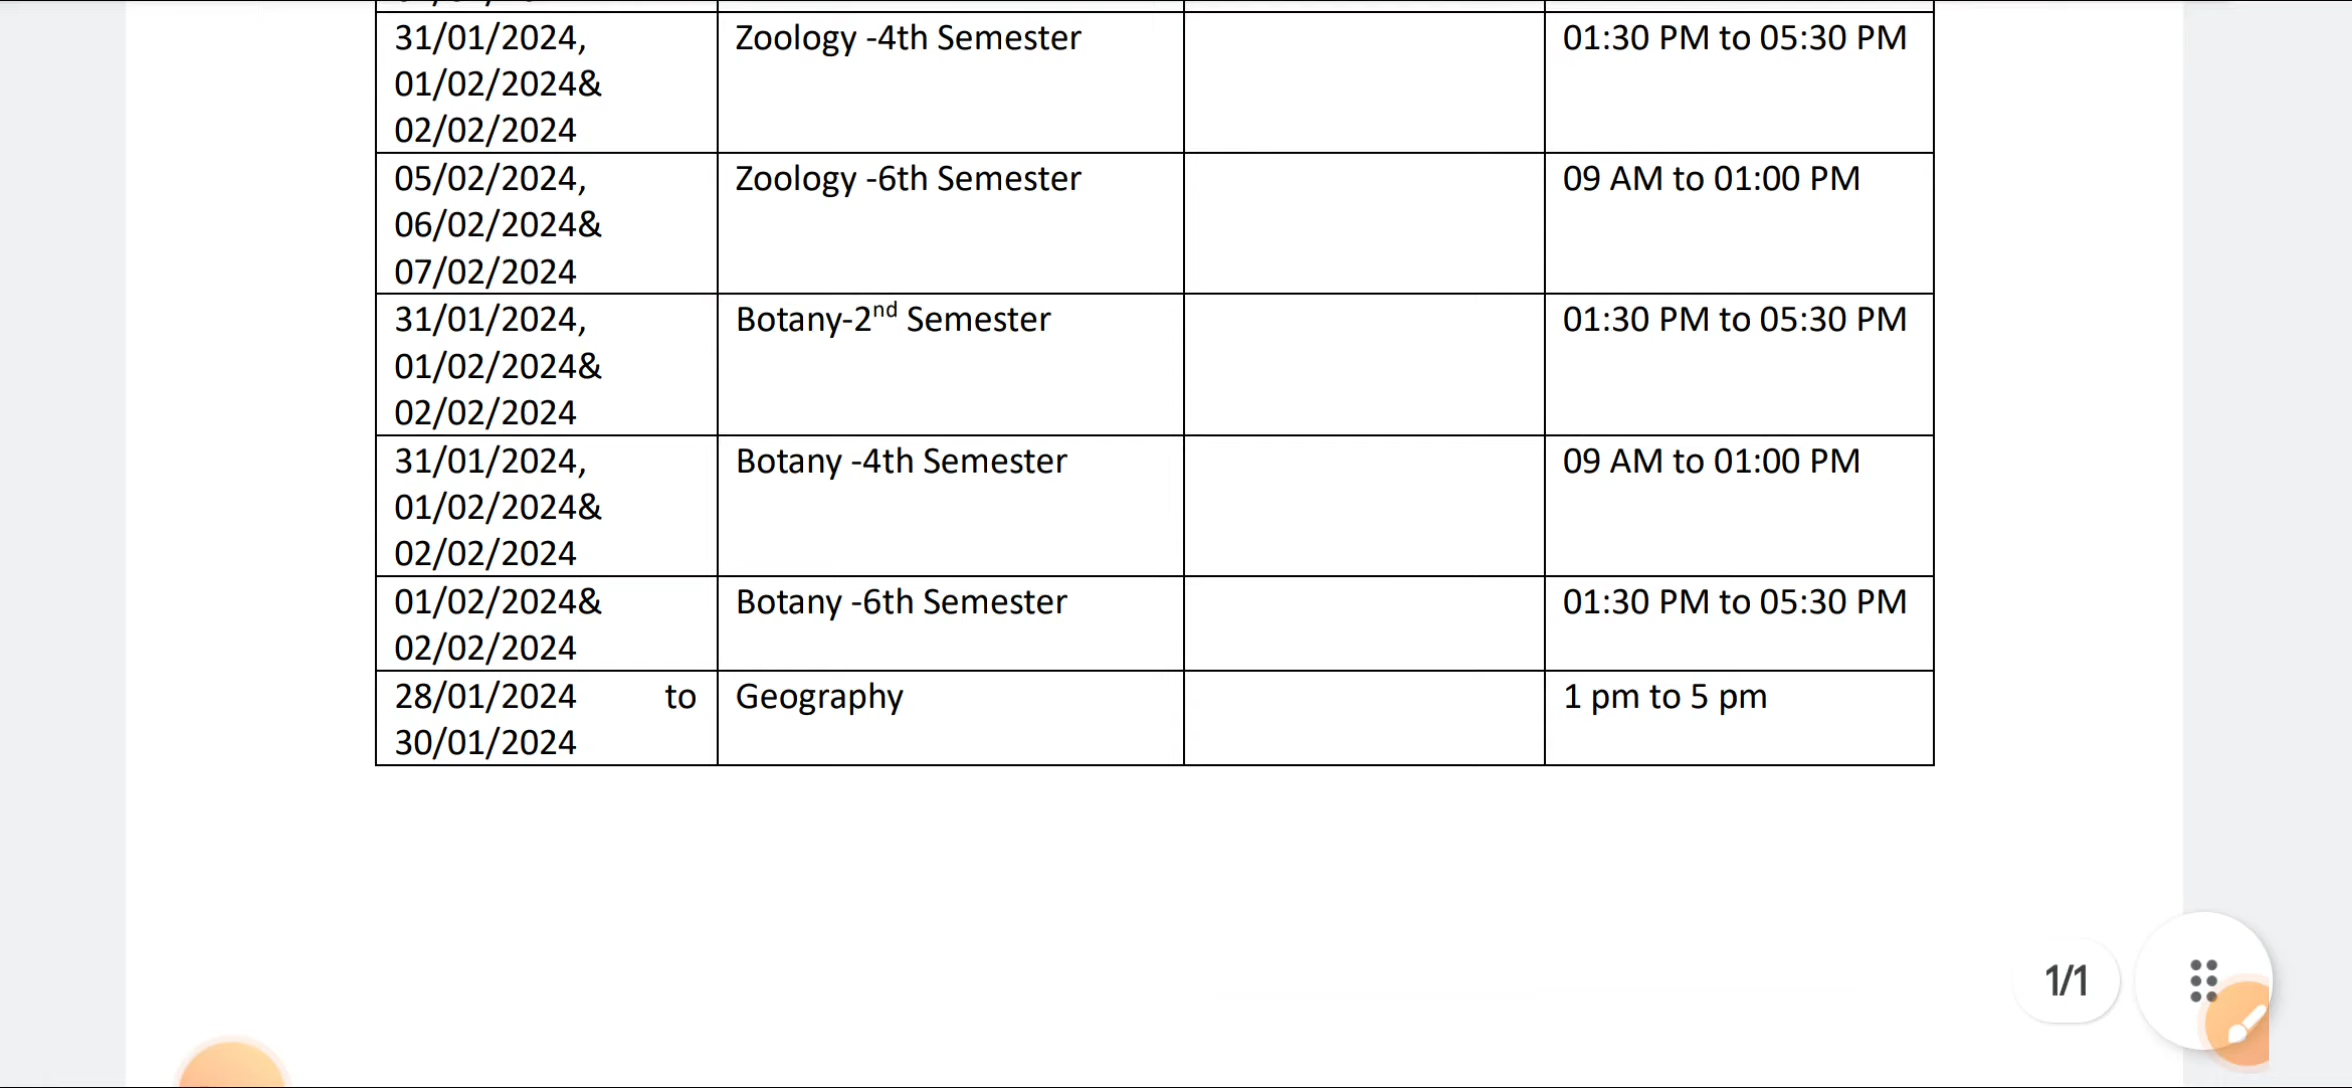 31/01/2024, Zoology -4th Semester 01:30 PM to 05:30 PM
01/02/2024&
02/02/2024
05/02/2024, Zoology -6th Semester 09 AM to 01:00 PM
06/02/2024&
07/02/2024
31/01/2024, Botany-2nd Semester 01:30 PM to 05:30 PM
01/02/2024&
02/02/2024
31/01/2024, Botany -4th Semester 09 AM to 01:00 PM
01/02/2024&
02/02/2024
01/02/2024& Botany -6th Semester 01:30 PM to 05:30 PM
02/02/2024
28/01/2024 to Geography 1 pm to 5 pm
30/01/2024
1/1